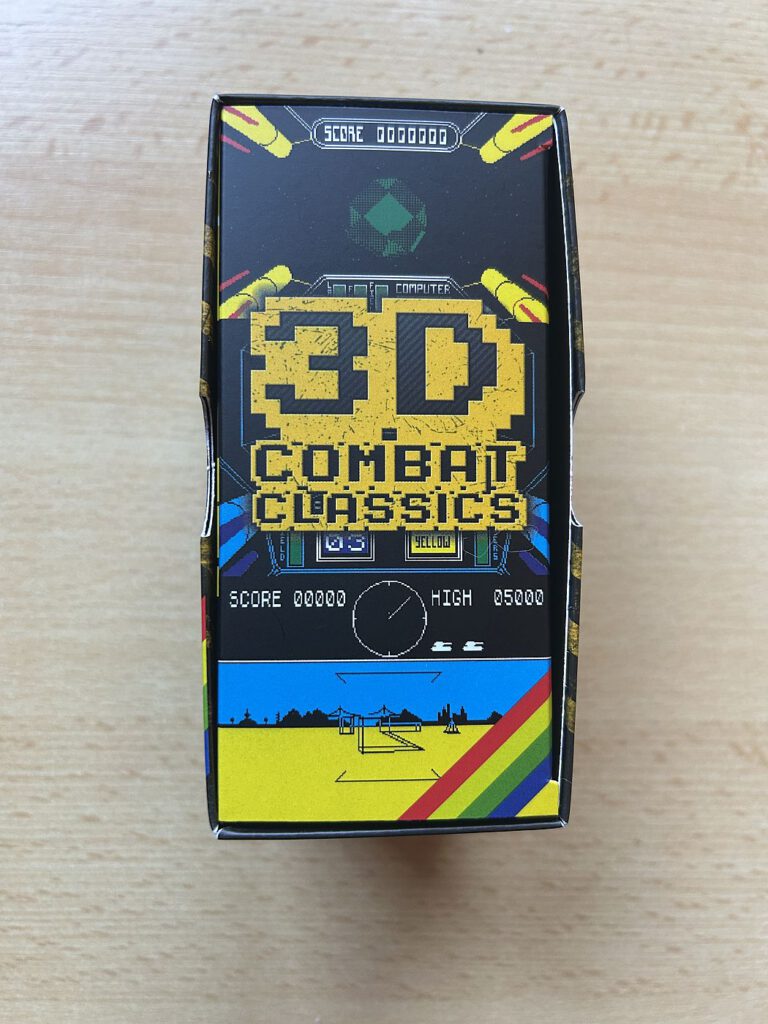 SCORE 0000000
COMPUTER
3D
COMBAT
CLASSICS
03 YELLOW
SCORE 00000 HIGH 05000